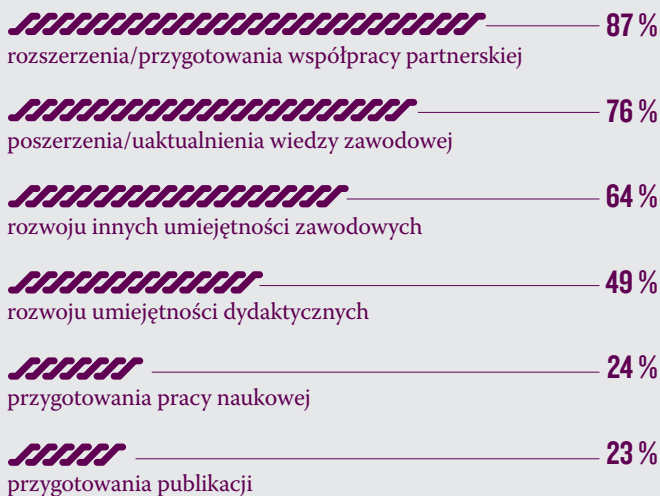 87 %
rozszerzenia/przygotowania współpracy partnerskiej
76 %
poszerzenia/uaktualnienia wiedzy zawodowej
64 %
rozwoju innych umiejętności zawodowych
49 %
rozwoju umiejętności dydaktycznych
24 %
przygotowania pracy naukowej
23 %
przygotowania publikacji